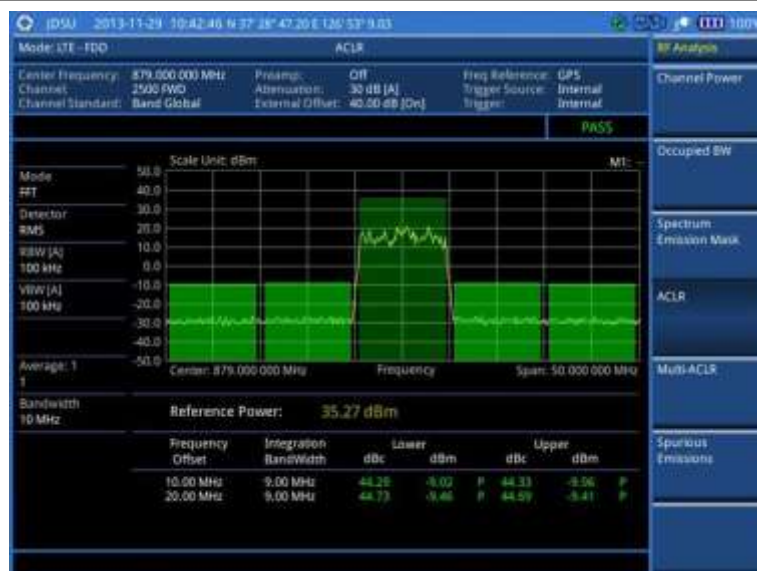 JDSU 2013-11-29 10:42:46 N 37° 28" 47.20 E 126° 53" 9.03 100%
Mode: LTE - FDD ACLR RF Analysis
Center Frequency: 879.000 000 MHz Preamp: Off Freq Reference: GPS
Channel: 2500 FWD Attenuation: 30 dB [A] Trigger Source: Internal
Channel Standard: Band Global External Offset: 40.00 dB [On] Trigger: Internal
PASS
Channel Power
Occupied BW
Spectrum Emission Mask
ACLR
Multi-ACLR
Spurious Emissions
Scale Unit: dBm M1: --
Mode
FFT
Detector
RMS
RBW [A]
100 kHz
VBW [A]
100 kHz
Average: 1
1
Bandwidth
10 MHz
50.0
40.0
30.0
20.0
10.0
0.0
-10.0
-20.0
-30.0
-40.0
-50.0
Center: 879.000 000 MHz Frequency Span: 50.000 000 MHz
Reference Power: 35.27 dBm
Frequency Offset Integration BandWidth Lower Upper
dBc dBm dBc dBm
10.00 MHz 9.00 MHz 44.29 -9.02 P 44.33 P
20.00 MHz 9.00 MHz 44.73 -9.46 P -9.41 P